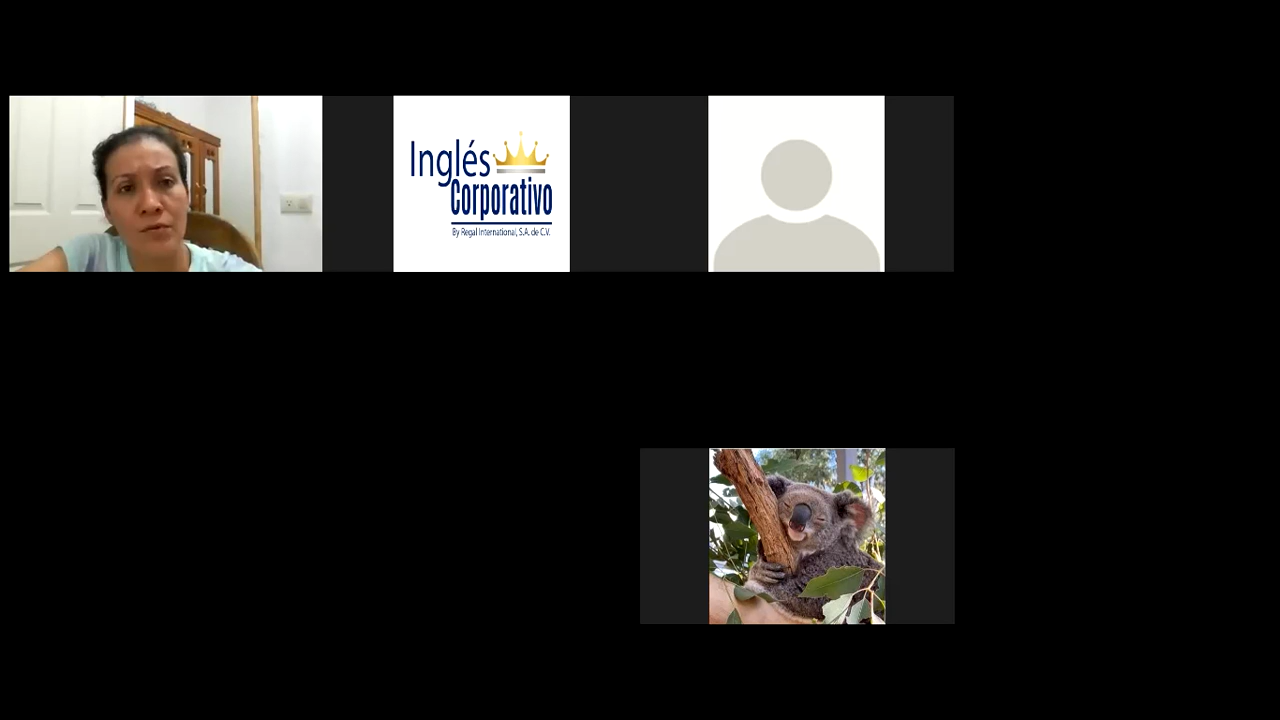 Inglés
Corporativo
By Regal International, S.A. de C.V.